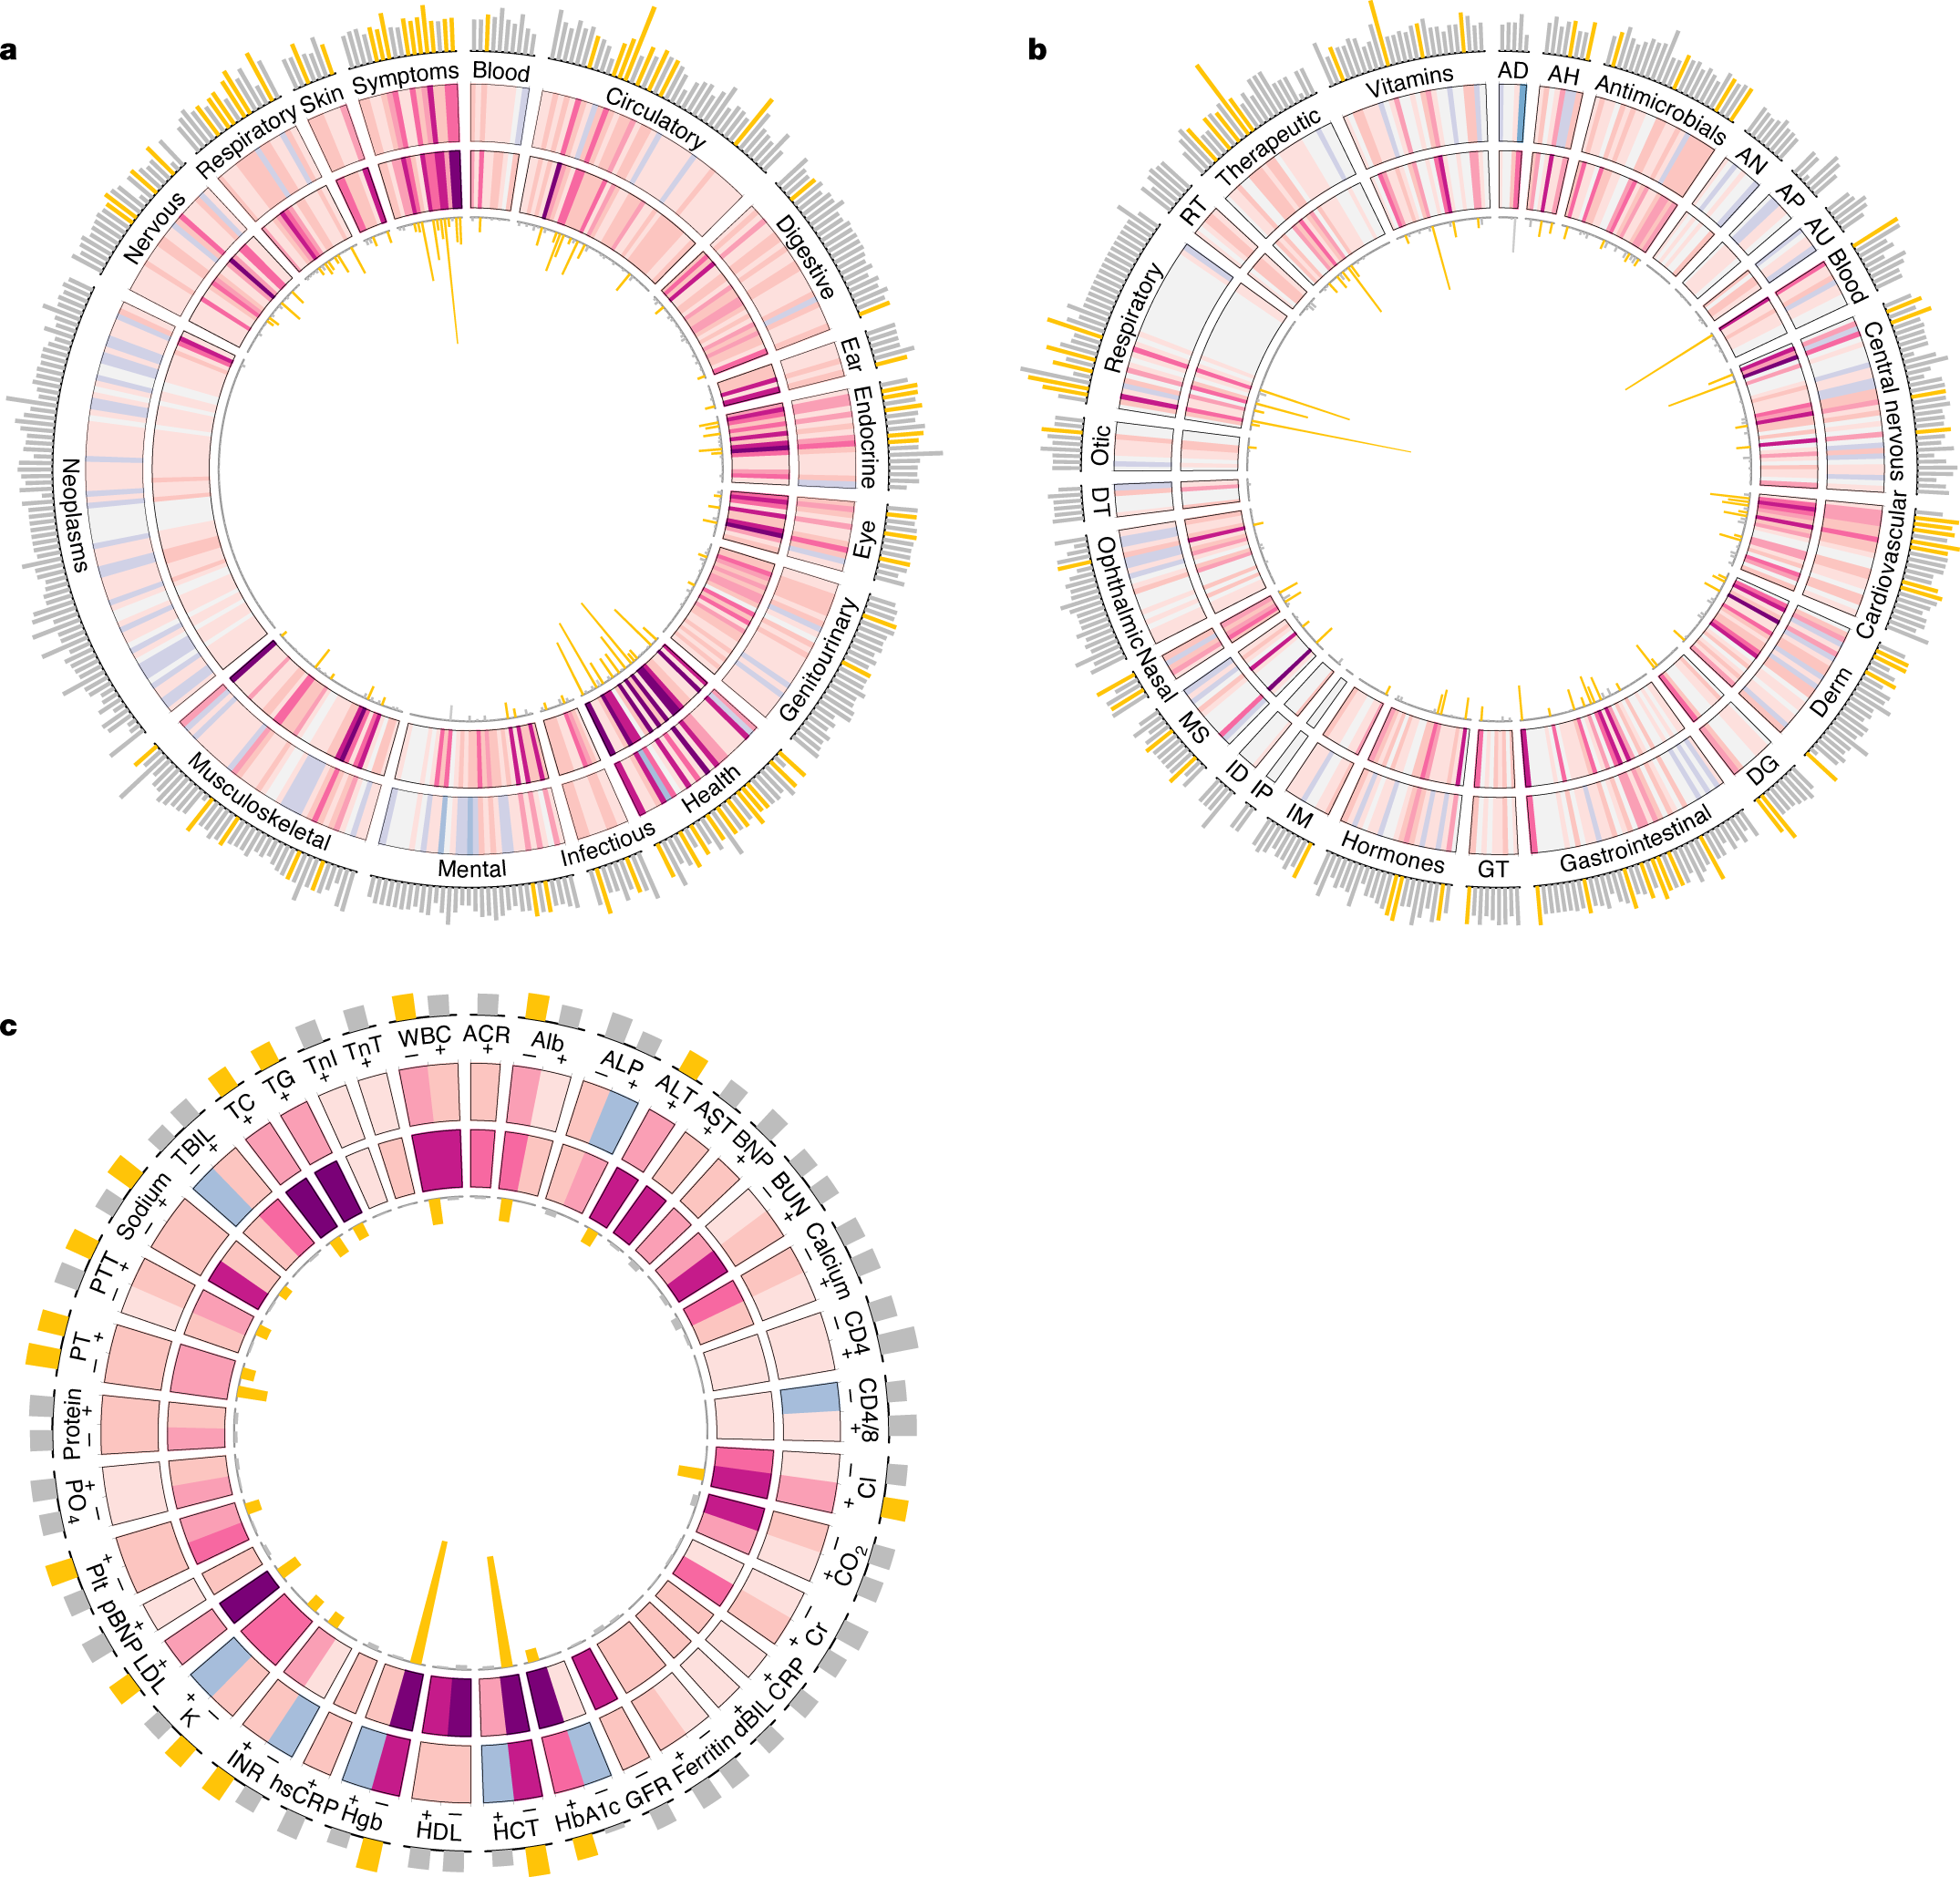 a
Blood
Circulatory
Digestive
Ear
Endocrine
Eye
Genitourinary
Health
Infectious
Mental
Musculoskeletal
Neoplasms
Nervous
Respiratory
Skin
Symptoms
b
AD
AH
Antimicrobials
AN
AP
AU
Blood
Central nervous
Cardiovascular
Derm
DG
Gastrointestinal
GT
Hormones
IM
IP
ID
MS
Nasal
Ophthalmic
DT
Otic
Respiratory
RT
Therapeutic
Vitamins
c
ACR
+
Alb
− +
ALP
− +
ALT
+
AST
+
BNP
+
BUN
− +
Calcium
− +
CD4
− +
CD4/8
− +
Cl
− +
CO2
− +
Cr
− +
CRP
+
dBIL
+
Ferritin
− +
GFR
−
HbA1c
− +
HCT
− +
HDL
− +
Hgb
− +
hsCRP
+
INR
− +
K
− +
LDL
+
pBNP
+
Plt
− +
PO4
− +
Protein
− +
PT
− +
PTT
− +
Sodium
− +
TBIL
− +
TC
+
TG
+
TnI
+
TnT
+
WBC
− +